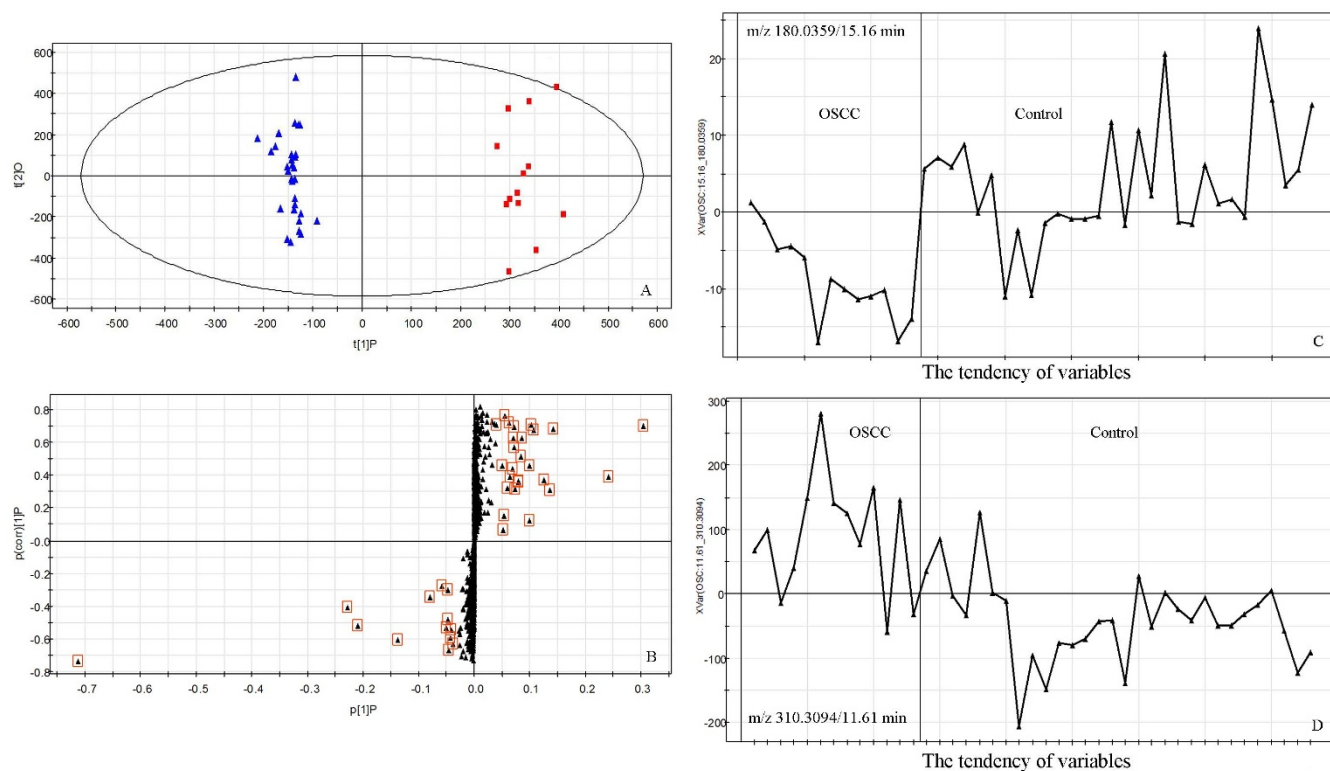 600
400
200
0
-200
-400
-600
t[2]O
-600 -500 -400 -300 -200 -100 0 100 200 300 400 500 600
t[1]P
A
0.8
0.6
0.4
0.2
-0.0
-0.2
-0.4
-0.6
-0.8
p(corr)[1]P
-0.7 -0.6 -0.5 -0.4 -0.3 -0.2 -0.1 0.0 0.1 0.2 0.3
p[1]P
B
m/z 180.0359/15.16 min
OSCC
Control
20
10
0
-10
XVar(OSC:15.16_180.0359)
C
The tendency of variables
300
200
100
0
-100
-200
XVar(OSC:11.61_310.3094)
OSCC
Control
m/z 310.3094/11.61 min
D
The tendency of variables